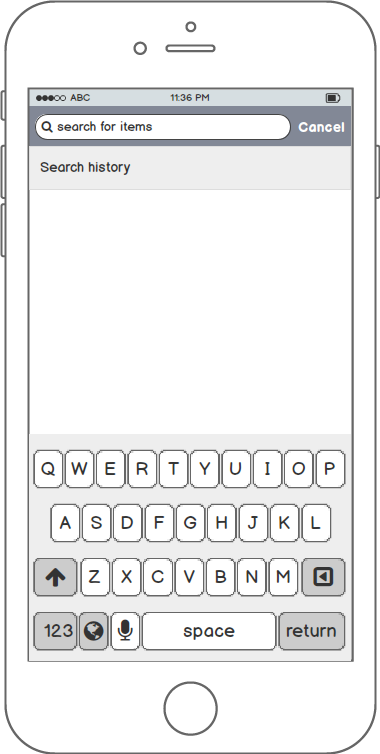 ABC 11:36 PM
search for items Cancel
Search history
Q W E R T Y U I O P
A S D F G H J K L
Z X C V B N M
123 space return